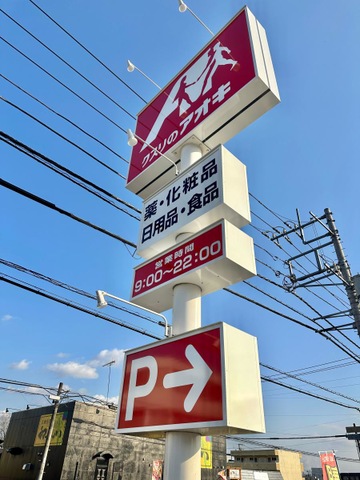 クスリのアオキ
薬・化粧品
日用品・食品
営業時間
9:00～22:00
P